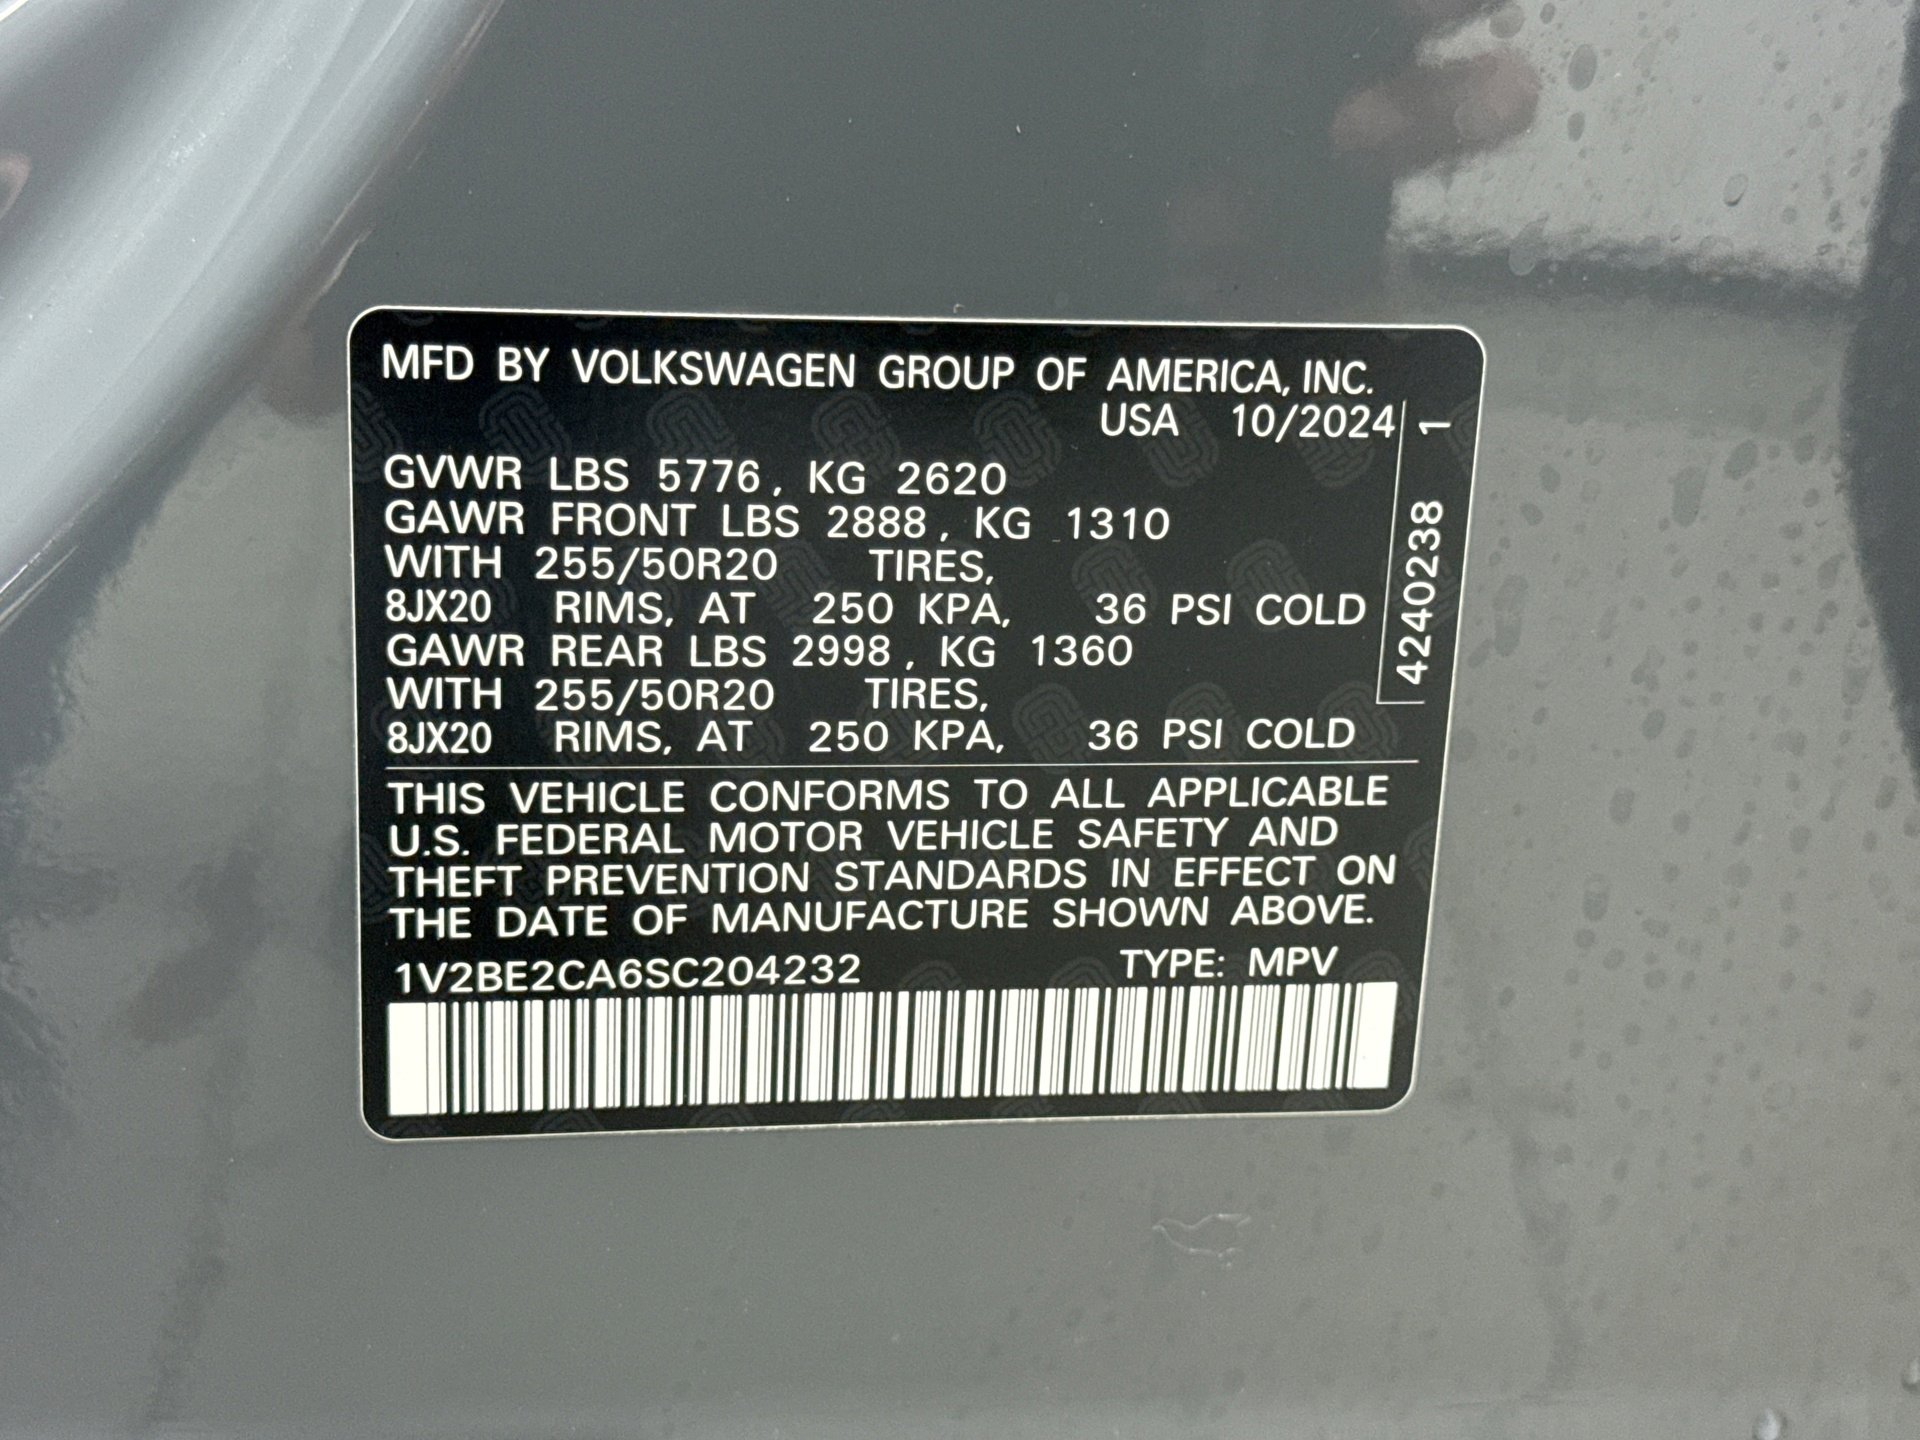 MFD BY VOLKSWAGEN GROUP OF AMERICA, INC.
USA 10/2024
GVWR LBS 5776, KG 2620
GAWR FRONT LBS 2888, KG 1310
WITH 255/50R20 TIRES,
8JX20 RIMS, AT 250 KPA, 36 PSI COLD
GAWR REAR LBS 2998, KG 1360
WITH 255/50R20 TIRES,
8JX20 RIMS, AT 250 KPA, 36 PSI COLD
4240238 1
THIS VEHICLE CONFORMS TO ALL APPLICABLE
U.S. FEDERAL MOTOR VEHICLE SAFETY AND
THEFT PREVENTION STANDARDS IN EFFECT ON
THE DATE OF MANUFACTURE SHOWN ABOVE.
1V2BE2CA6SC204232 TYPE: MPV